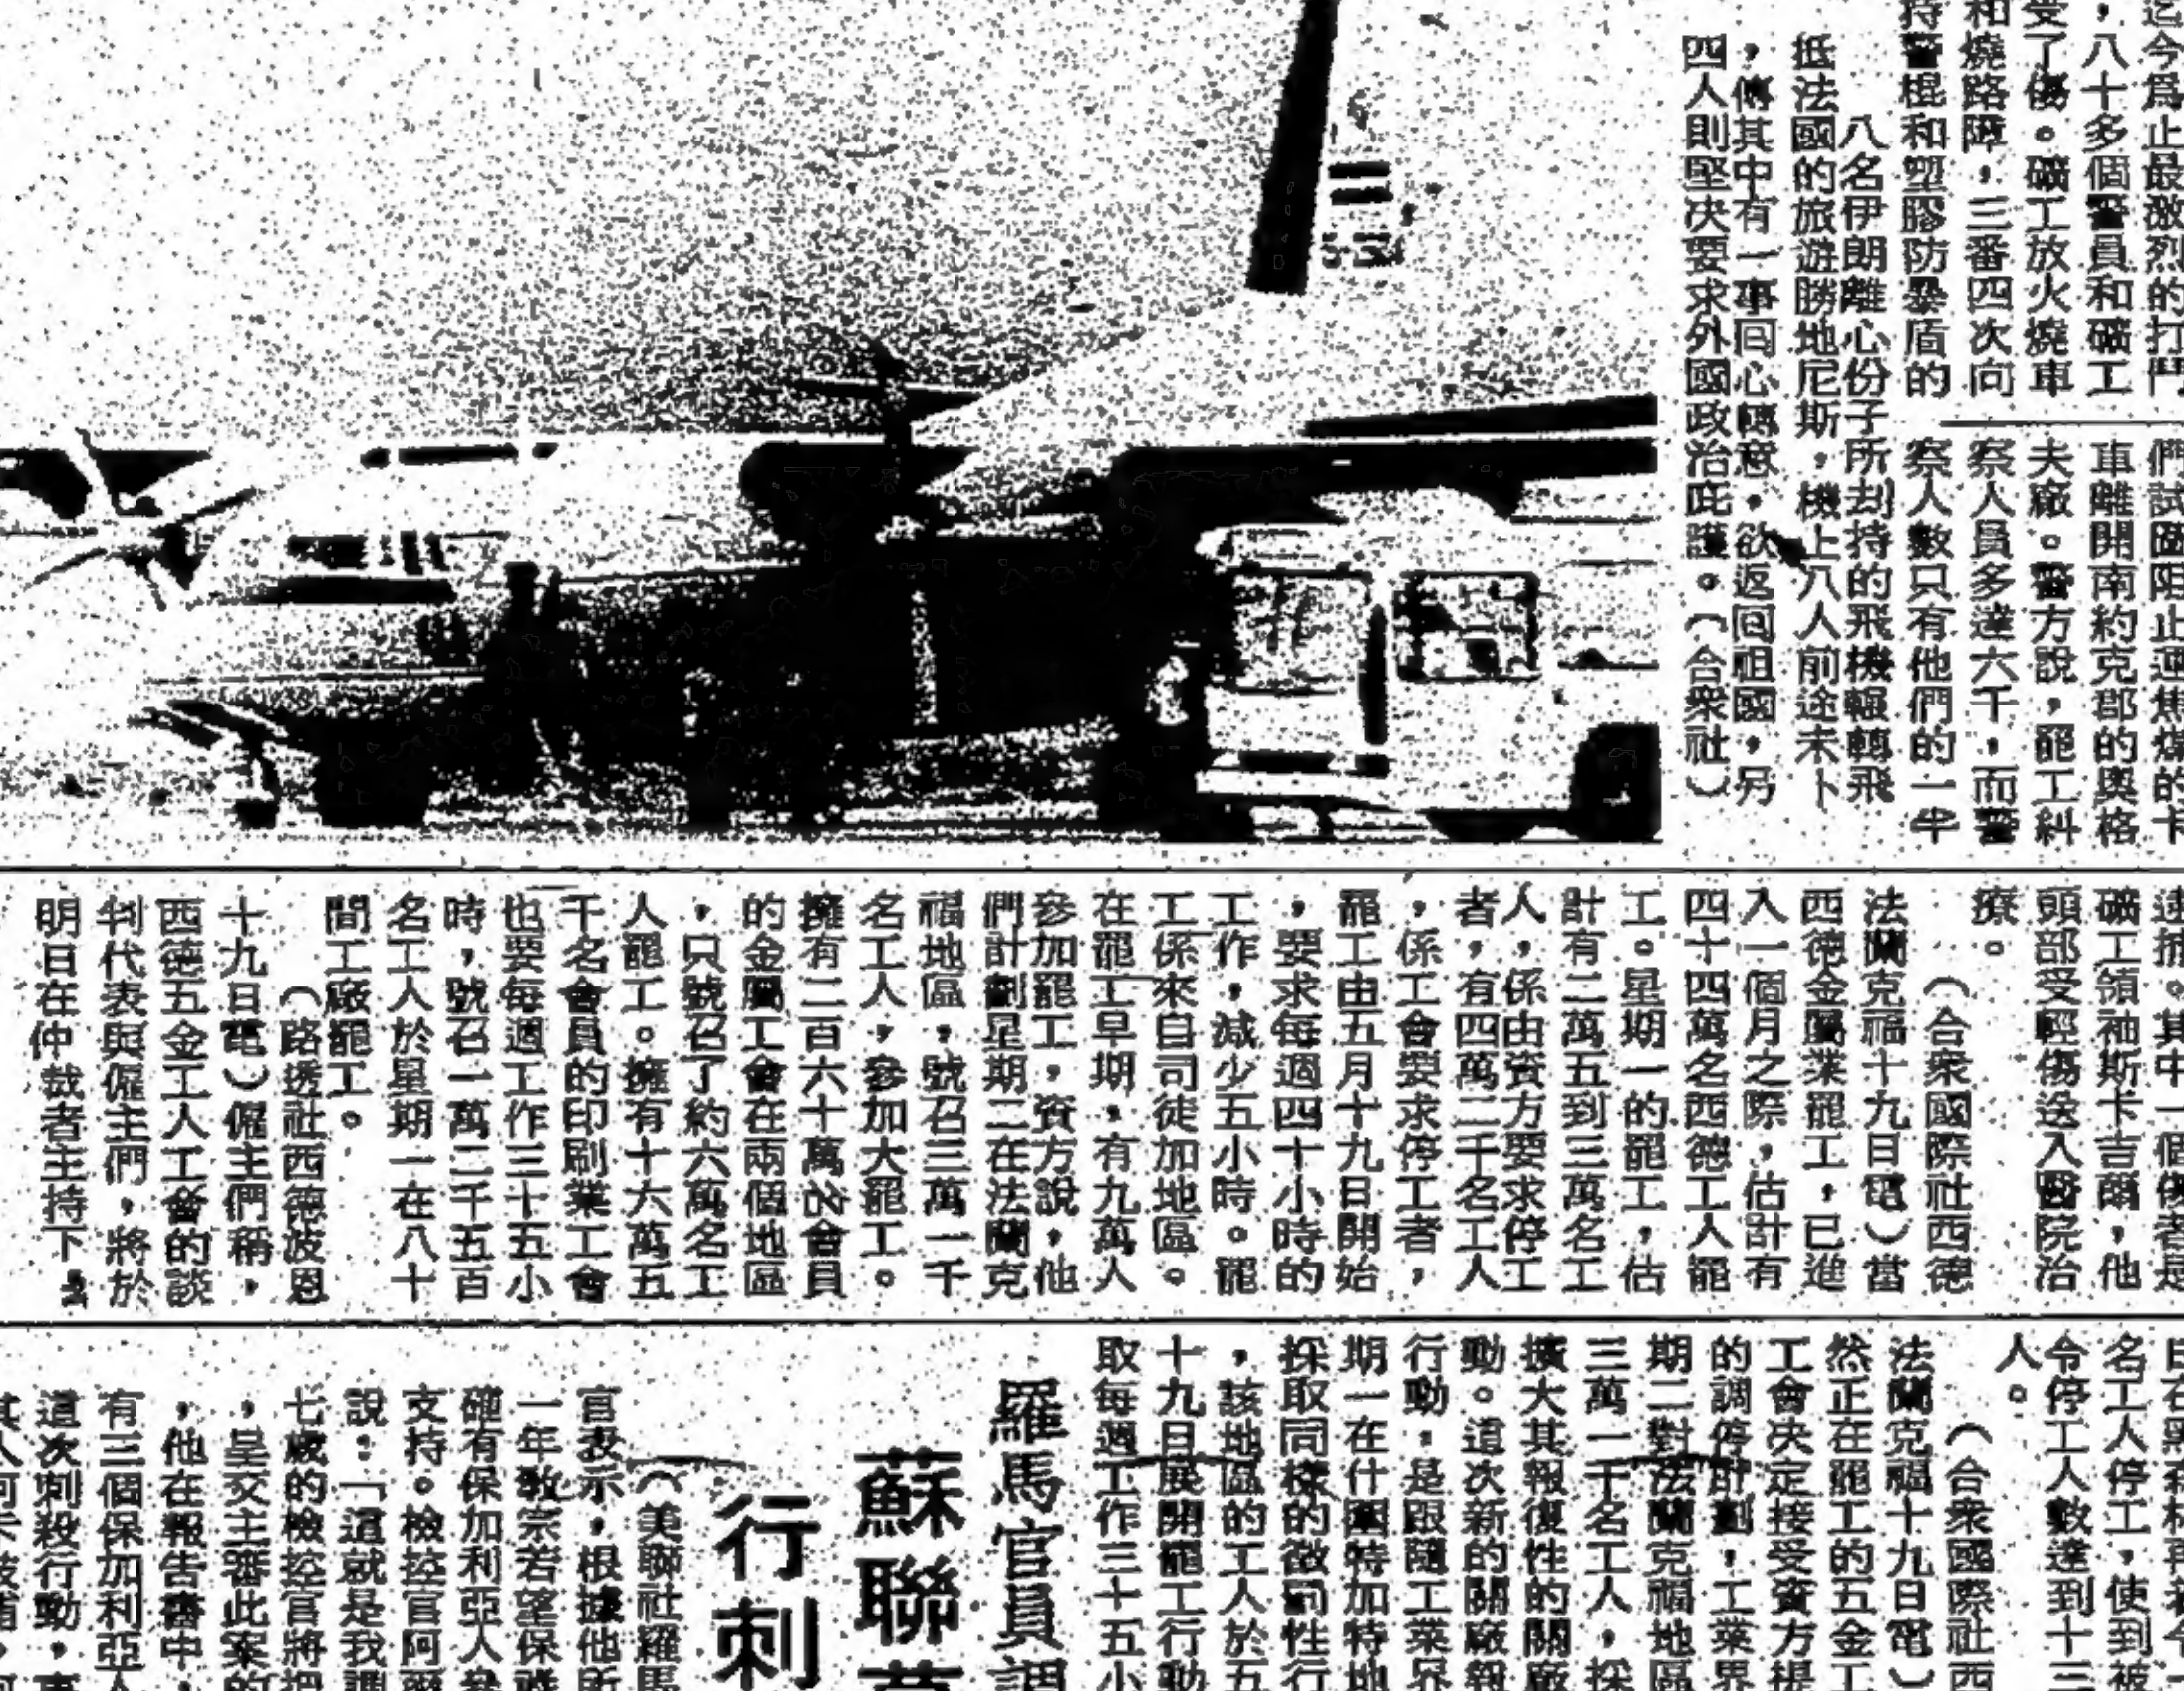 迄今爲止最激烈的打鬥
，八十多個警員和礦工
受了傷。礦工放火燒車
和燒路障，三番四次向
持警棍和塑膠防暴盾的
八名伊朗離心份子所刦持的飛機輾轉飛
抵法國的旅遊勝地尼斯，機上八人前途未卜
，傳其中有一事回心轉意，欲返回祖國，另
四人則堅决要求外國政治庇護。（合衆社）
們試圖阻止運焦煤的卡
車離開南約克郡的奧格
夫廠。警方說，罷工糾
察人員多達六千，而警
察人數只有他們的一半
逮捕。其中一個傷者是
礦工領袖斯卡吉爾，他
頭部受輕傷送入醫院治
療。
（合衆國際社西德
法蘭克福十九日電）當
西德金屬業罷工，已進
入一個月之際，估計有
四十四萬名西德工人罷
工。星期一的罷工，估
計有二萬五到三萬名工
人，係由資方要求停工
者，有四萬二千名工人
，係工會要求停工者，
罷工由五月十九日開始
，要求每週四十小時的
工作，減少五小時。罷
工係來自司徒加地區。
在罷工早期，有九萬人
參加罷工，資方說，他
們計劃星期二在法蘭克
福地區，號召三萬一千
名工人，參加大罷工。
擁有二百六十萬的會員
的金屬工會在兩個地區
，只號召了約六萬名工
人罷工。擁有十六萬五
千名會員的印刷業工會
也要每週工作三十五小
時，號召一萬二千五百
名工人於星期一在八十
間工廠罷工。
（路透社西德波恩
十九日電）僱主們稱，
西德五金工人工會的談
判代表與僱主們，將於
明日在仲裁者主持下，
名工人停工，使到被
令停工人數達到十三
人。
（合衆國際社西
法蘭克福十九日電）
然正在罷工的五金工
工會决定接受資方提
的調停計劃，工業界
期二對法蘭克福地區
三萬一千名工人，採
擴大其報復性的關廠
動。這次新的關廠報
行動，是跟隨工業界
期一在什圖特加特地
採取同樣的懲罰性行
，該地區的工人於五
十九日展開罷工行動
取每週工作三十五小
羅馬官員調
蘇聯
行刺
（美聯社羅馬
官表示，根據他所
一年教宗若望保祿
確有保加利亞人參
支持。檢控官阿爾
說：「這就是我調
七歲的檢控官將把
，呈交主審此案的
，他在報告書中，
有三個保加利亞人
這次刺殺行動，事